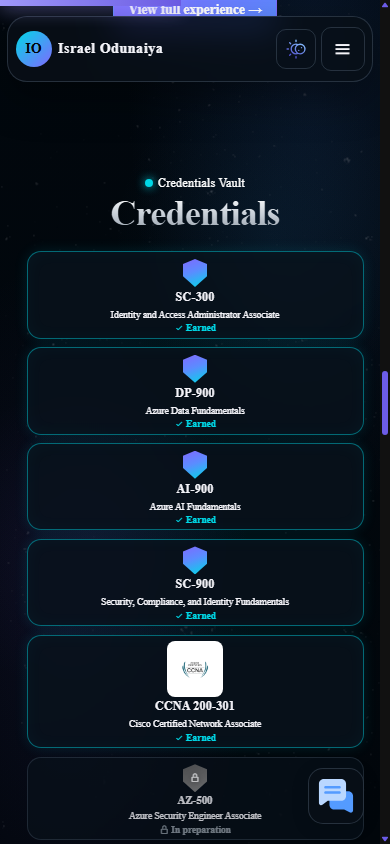 View full experience →
IO
Israel Odunaiya
Credentials Vault
Credentials
SC-300
Identity and Access Administrator Associate
✓ Earned
DP-900
Azure Data Fundamentals
✓ Earned
AI-900
Azure AI Fundamentals
✓ Earned
SC-900
Security, Compliance, and Identity Fundamentals
✓ Earned
CCNA
CCNA 200-301
Cisco Certified Network Associate
✓ Earned
AZ-500
Azure Security Engineer Associate
In preparation